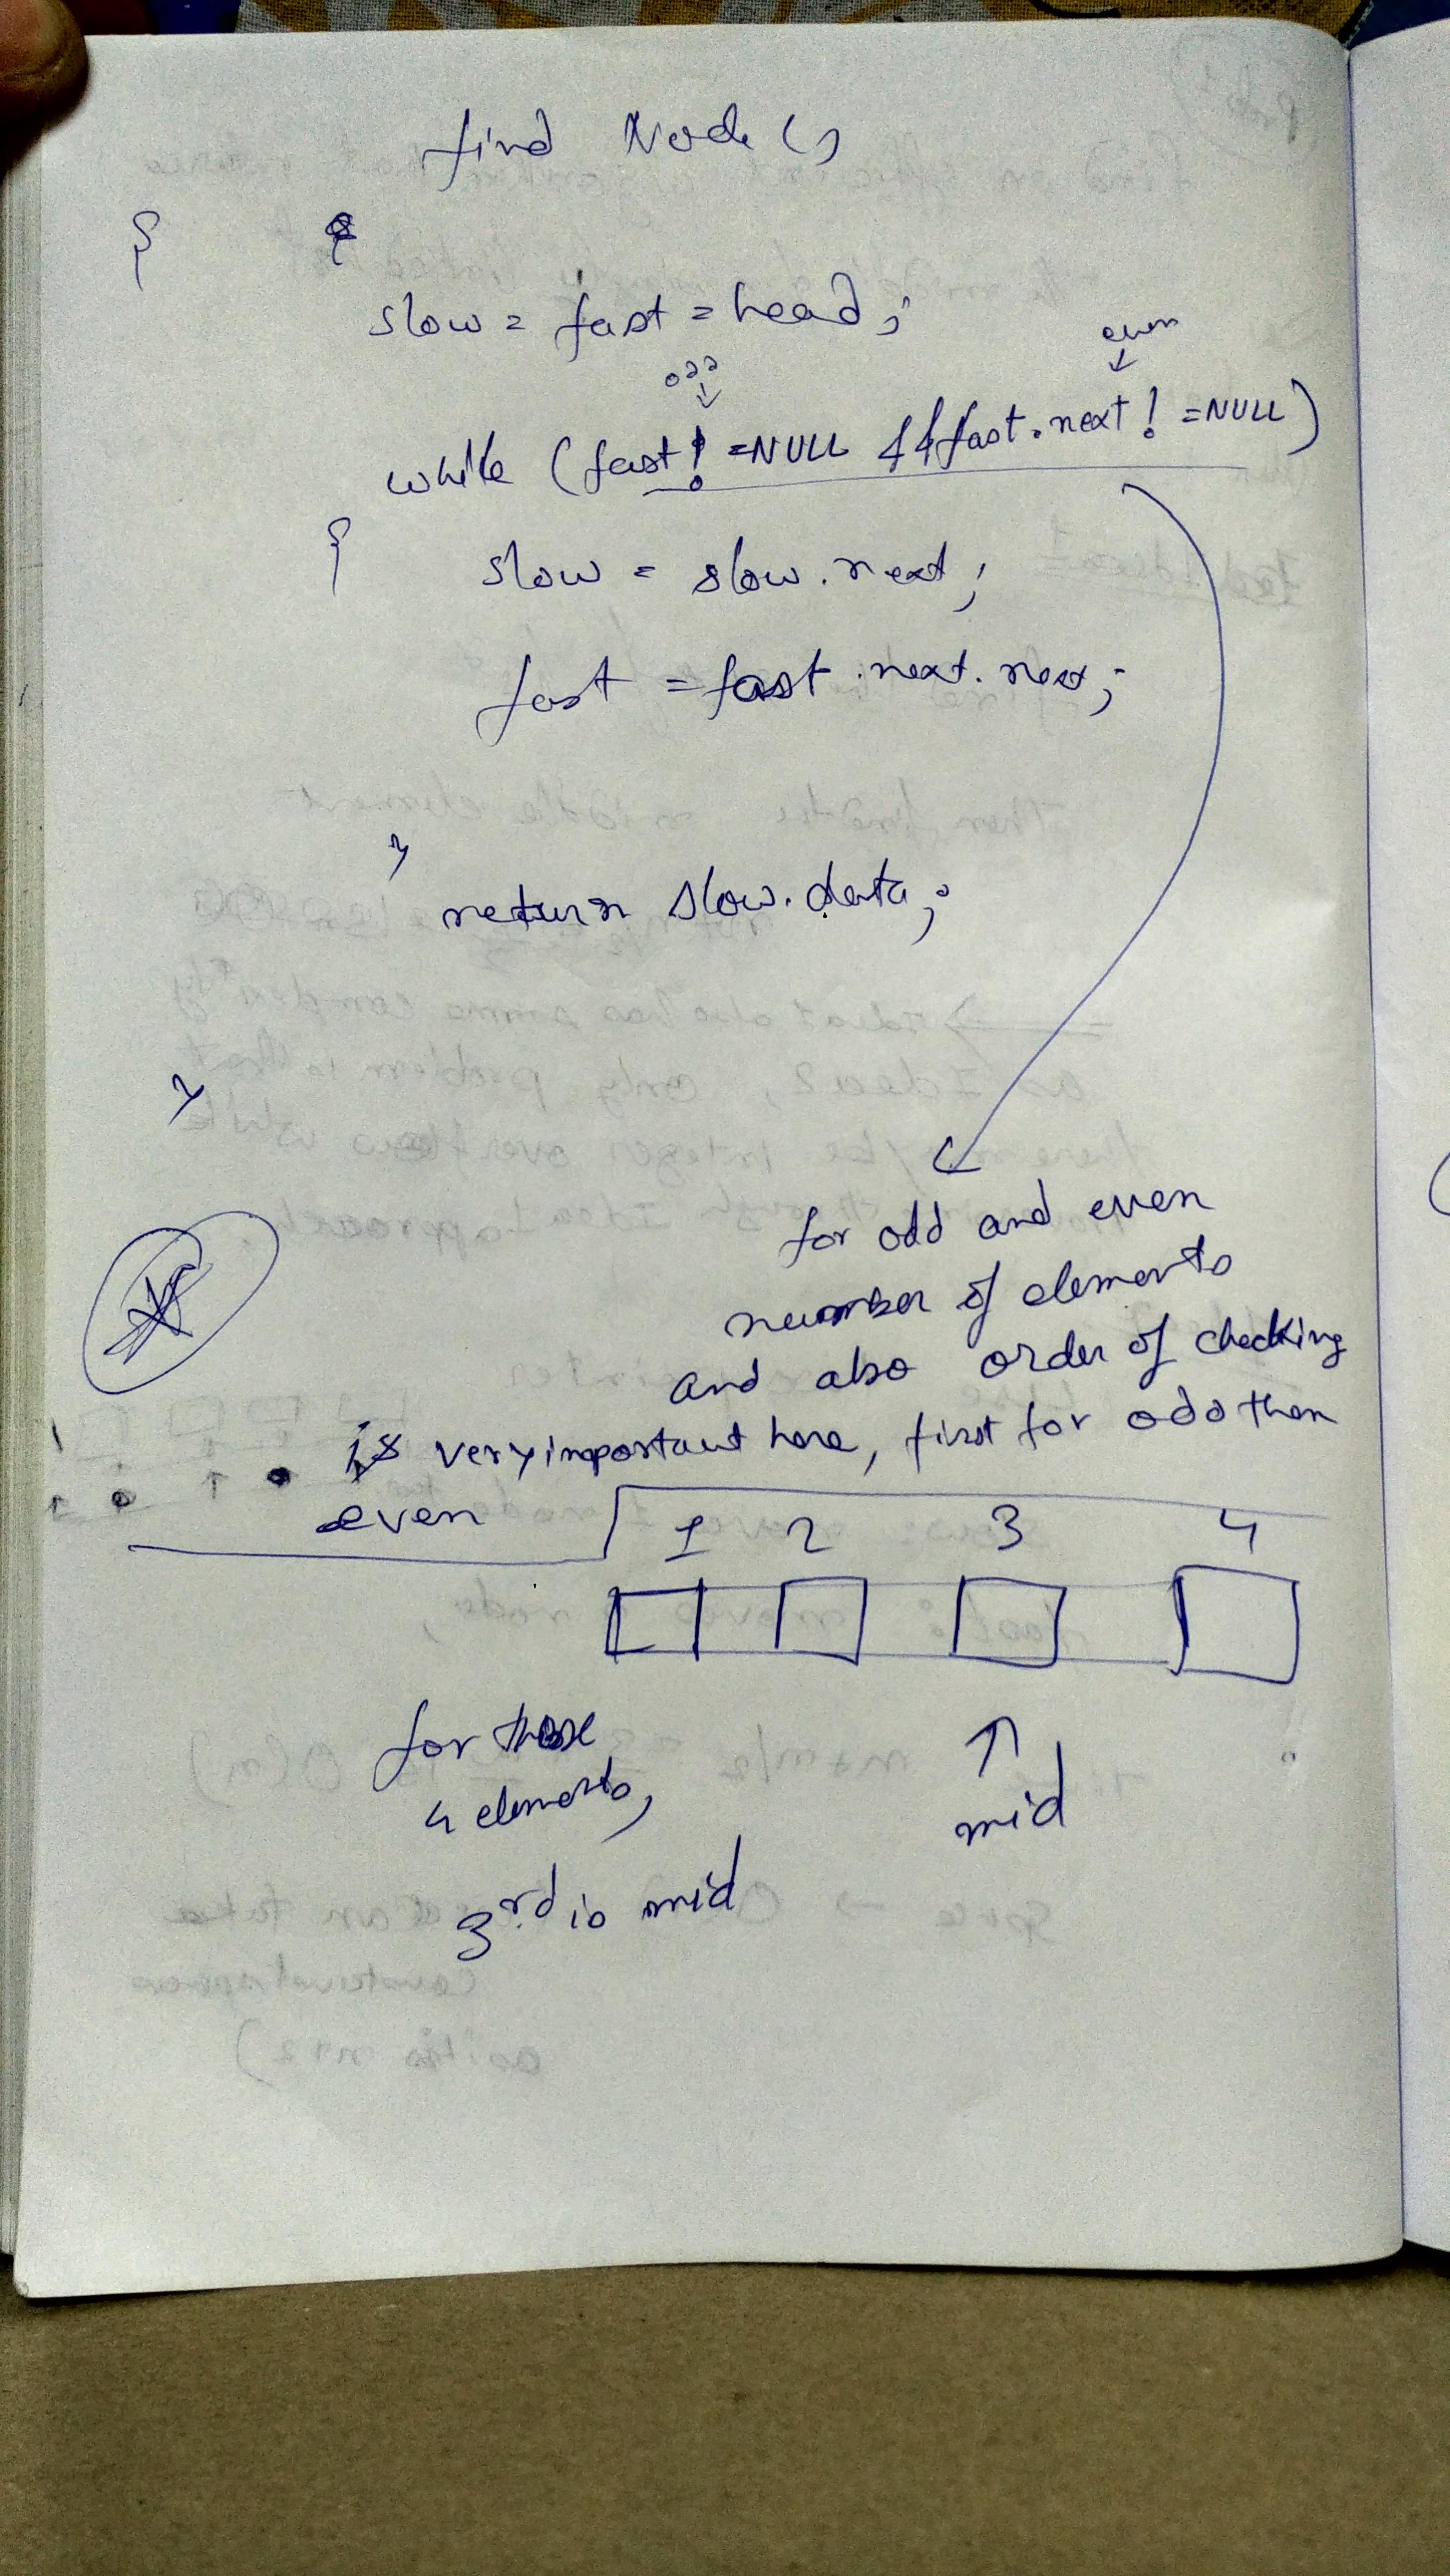 find Node()
{
slow = fast = head;
odd
↓
even
↓
while (fast! =NULL &&fast.next! =NULL)
{
slow = slow.next;
fast = fast.next.next;
}
return slow.data;
}
for odd and even
number of elements
and also order of checking
is very important here, first for odd then
even
1 2 3 4
for these
4 elements,
↑
mid
3rd is mid